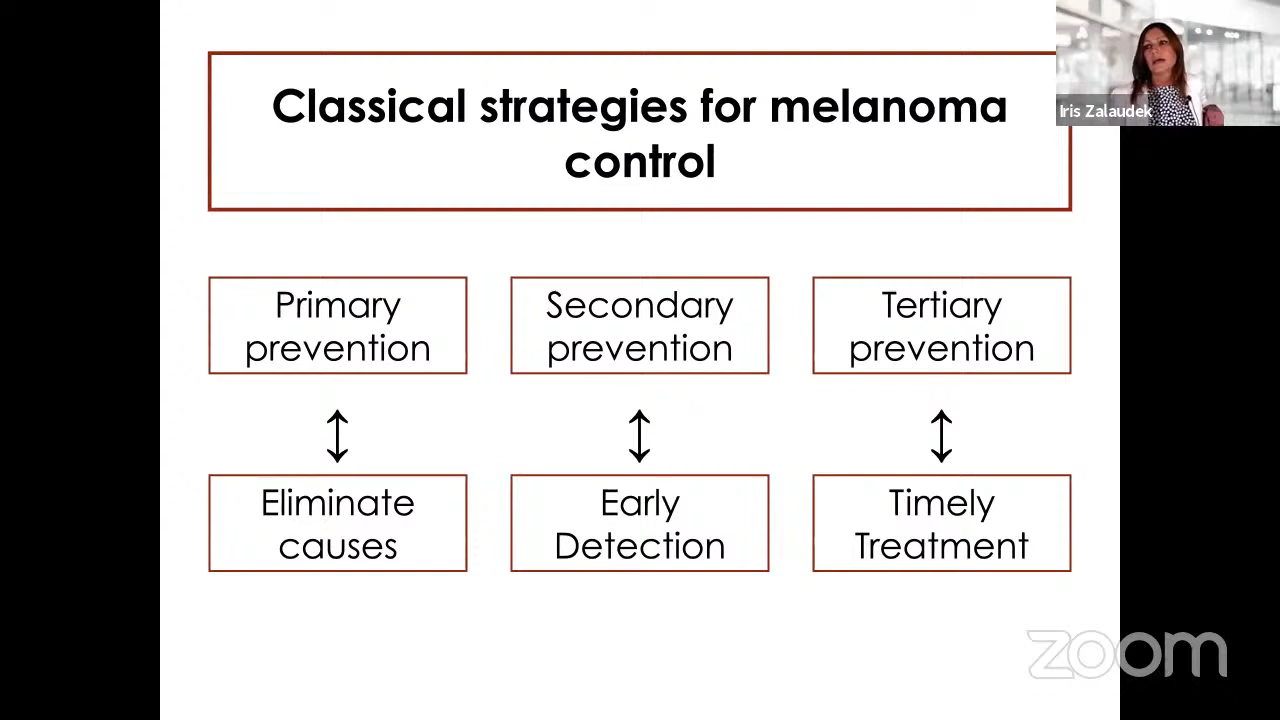 Classical strategies for melanoma
control
Iris Zalaudek
Primary
prevention
Secondary
prevention
Tertiary
prevention
Eliminate
causes
Early
Detection
Timely
Treatment
zoom